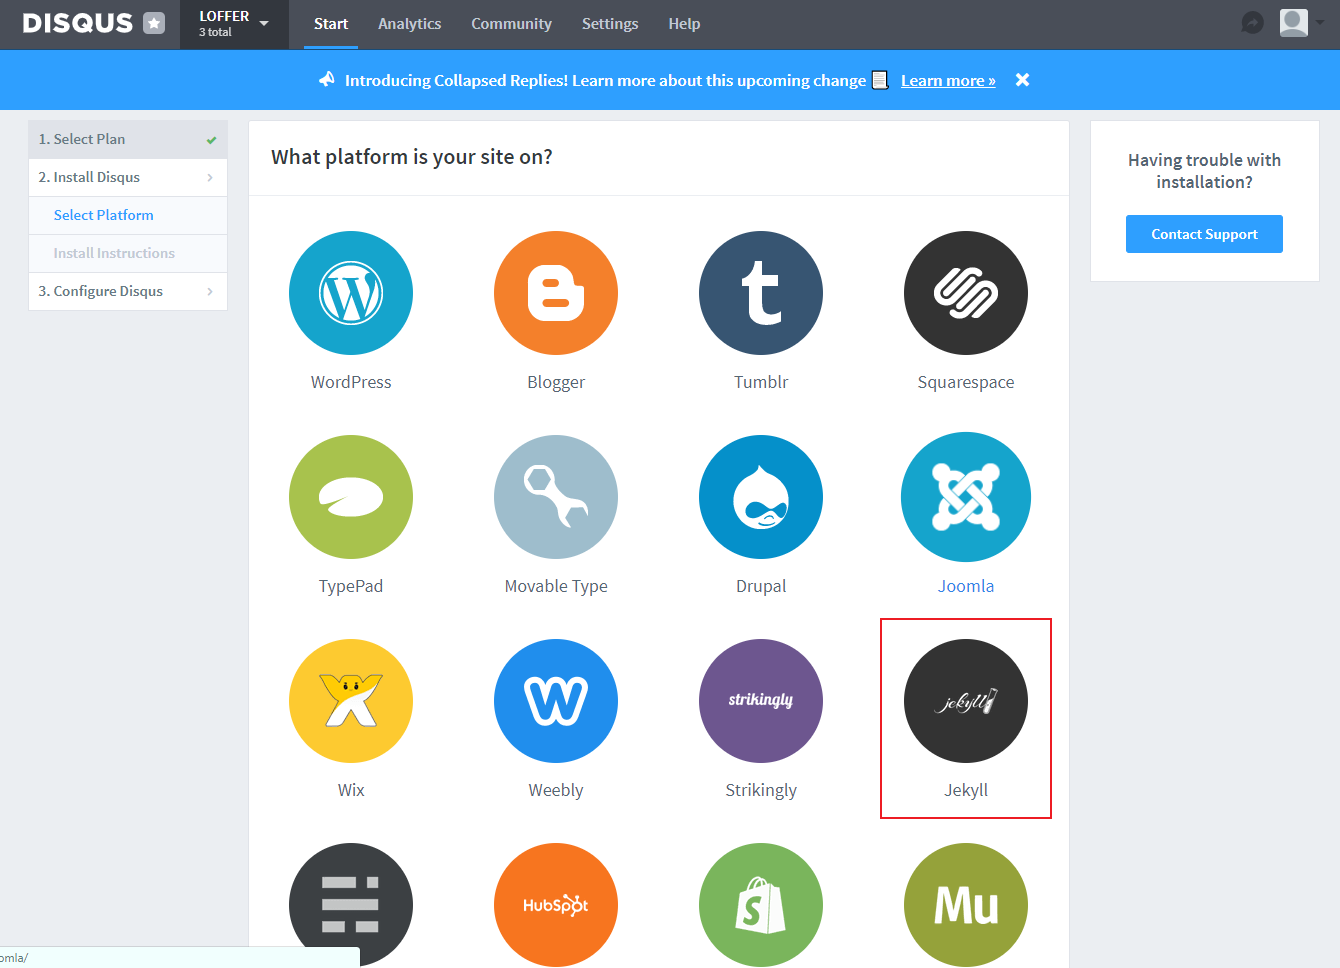 DISQUS
LOFFER
3 total
Start
Analytics
Community
Settings
Help
Introducing Collapsed Replies! Learn more about this upcoming change
Learn more »
1. Select Plan
2. Install Disqus
Select Platform
Install Instructions
3. Configure Disqus
What platform is your site on?
Having trouble with
installation?
Contact Support
WordPress
Blogger
Tumblr
Squarespace
TypePad
Movable Type
Drupal
Joomla
strikingly
jekyll
Wix
Weebly
Strikingly
Jekyll
HubSpot
Mu
omla/